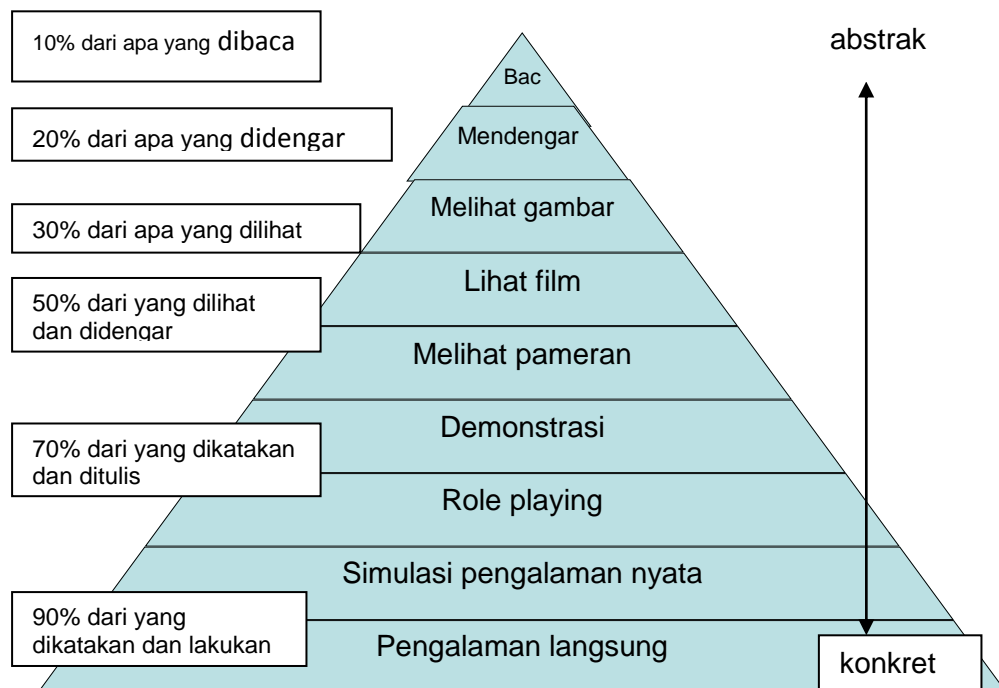 10% dari apa yang dibaca
20% dari apa yang didengar
30% dari apa yang dilihat
50% dari yang dilihat
dan didengar
70% dari yang dikatakan
dan ditulis
90% dari yang
dikatakan dan lakukan
Bac
Mendengar
Melihat gambar
Lihat film
Melihat pameran
Demonstrasi
Role playing
Simulasi pengalaman nyata
Pengalaman langsung
abstrak
konkret